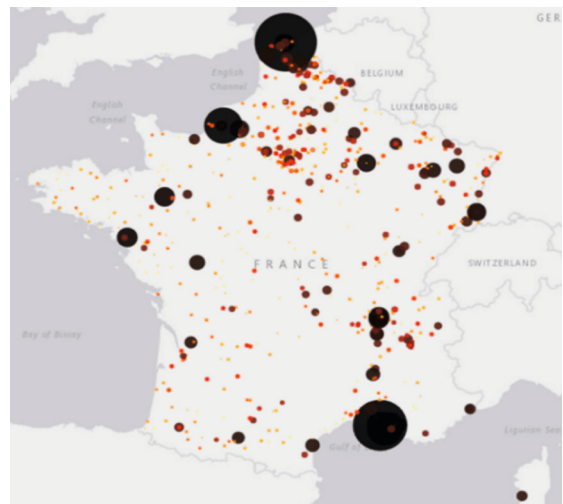 GER
English
Channel
BELGIUM
English
Channel
LUXEMBOURG
FRANCE
SWITZERLAND
Bay of Biscay
Ligurian Sea
Gulf of